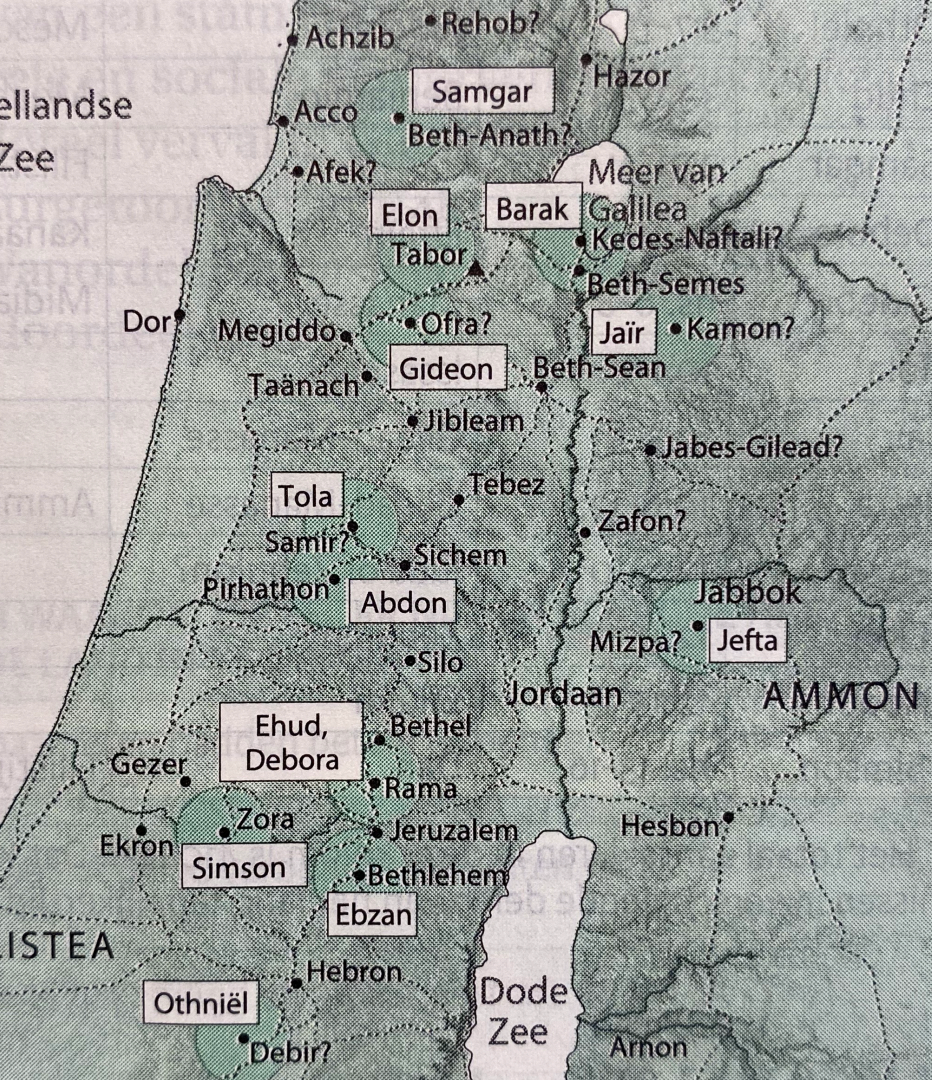 Rehob?
Achzib
Hazor
Samgar
ellandse
Zee
Acco
Beth-Anath?
Afek?
Meer van
Galilea
Elon
Barak
Kedes-Naftali?
Tabor
Beth-Semes
Dor
Megiddo
Ofra?
Jaïr
Kamon?
Gideon
Beth-Sean
Taänach
Jibleam
Jabes-Gilead?
Tola
Tebez
Samir?
Zafon?
Sichem
Pirhathon
Abdon
Jabbok
Mizpa?
Jefta
Silo
Jordaan
AMMON
Ehud,
Debora
Bethel
Gezer
Rama
Zora
Jeruzalem
Hesbon
Ekron
Simson
Bethlehem
Ebzan
LISTEA
Hebron
Othniël
Dode
Zee
Debir?
Arnon